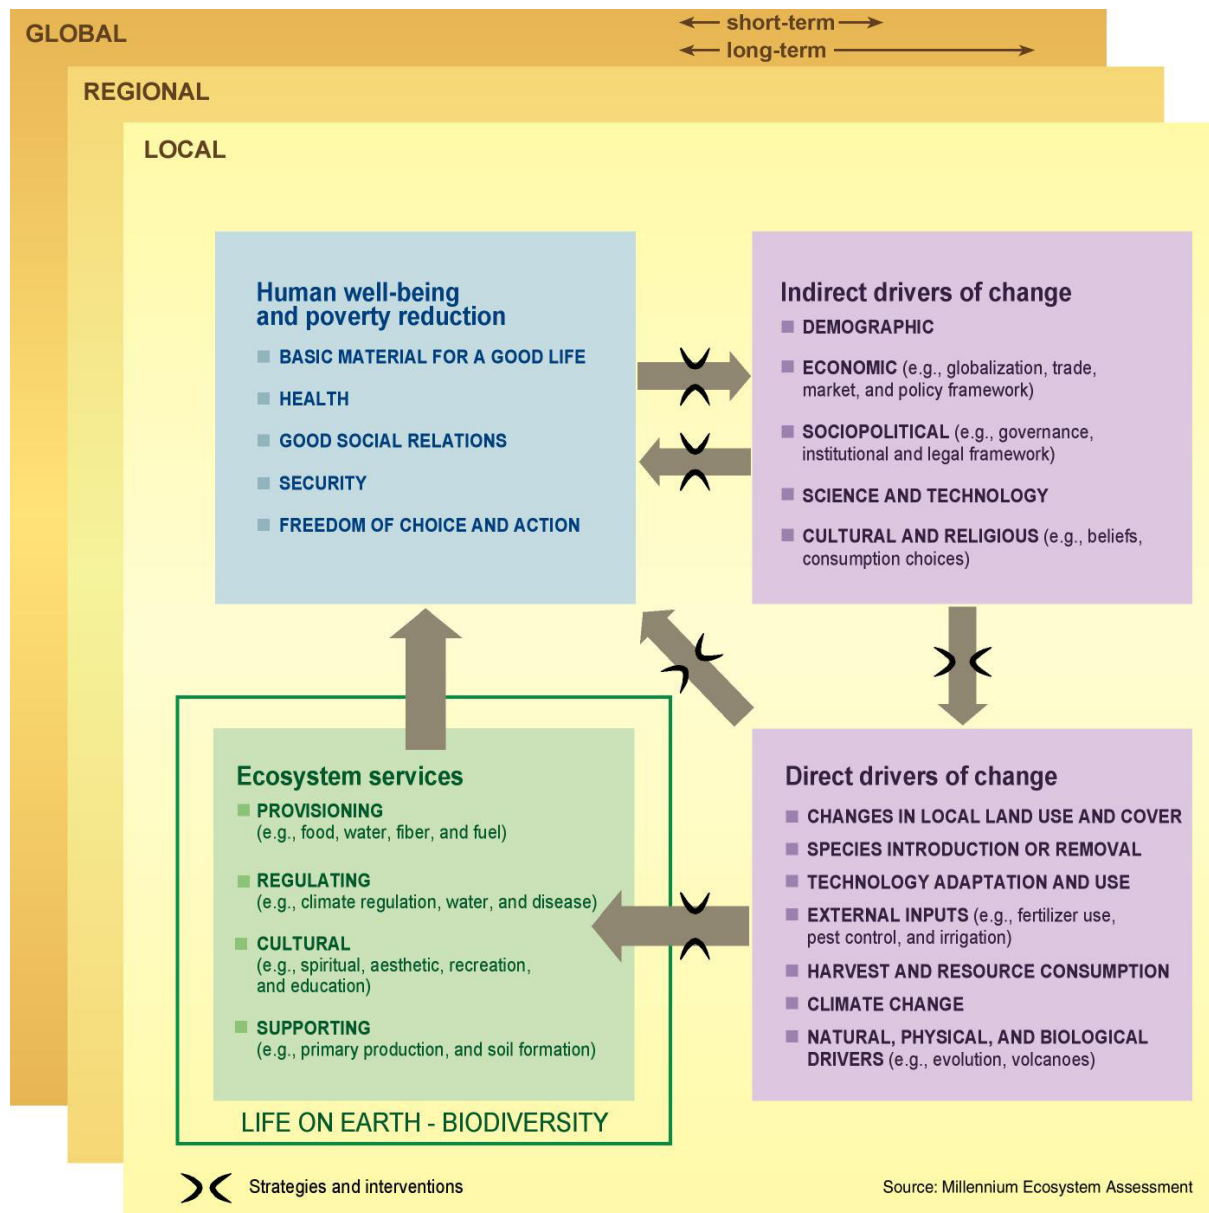 GLOBAL
short-term
long-term
REGIONAL
LOCAL
Human well-being
and poverty reduction
BASIC MATERIAL FOR A GOOD LIFE
HEALTH
GOOD SOCIAL RELATIONS
SECURITY
FREEDOM OF CHOICE AND ACTION
Indirect drivers of change
DEMOGRAPHIC
ECONOMIC (e.g., globalization, trade,
market, and policy framework)
SOCIOPOLITICAL (e.g., governance,
institutional and legal framework)
SCIENCE AND TECHNOLOGY
CULTURAL AND RELIGIOUS (e.g., beliefs,
consumption choices)
Ecosystem services
PROVISIONING
(e.g., food, water, fiber, and fuel)
REGULATING
(e.g., climate regulation, water, and disease)
CULTURAL
(e.g., spiritual, aesthetic, recreation,
and education)
SUPPORTING
(e.g., primary production, and soil formation)
LIFE ON EARTH - BIODIVERSITY
Direct drivers of change
CHANGES IN LOCAL LAND USE AND COVER
SPECIES INTRODUCTION OR REMOVAL
TECHNOLOGY ADAPTATION AND USE
EXTERNAL INPUTS (e.g., fertilizer use,
pest control, and irrigation)
HARVEST AND RESOURCE CONSUMPTION
CLIMATE CHANGE
NATURAL, PHYSICAL, AND BIOLOGICAL
DRIVERS (e.g., evolution, volcanoes)
Strategies and interventions
Source: Millennium Ecosystem Assessment